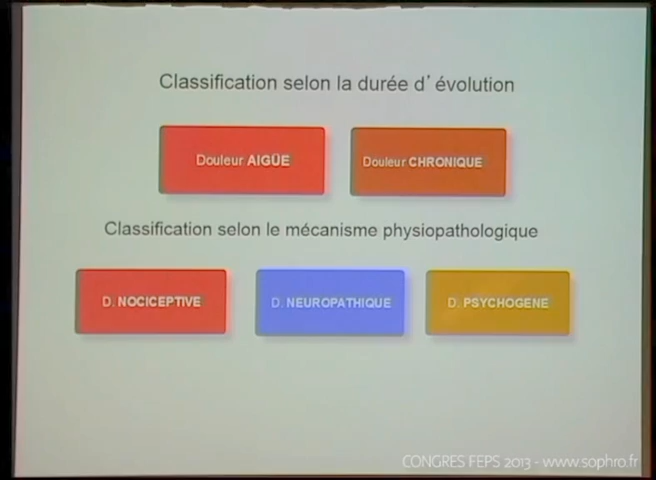 Classification selon la durée d' évolution
Douleur AIGÜE
Douleur CHRONIQUE
Classification selon le mécanisme physiopathologique
D. NOCICEPTIVE
D. NEUROPATHIQUE
D. PSYCHOGENE
CONGRES FEPS 2013 - www.sophro.fr